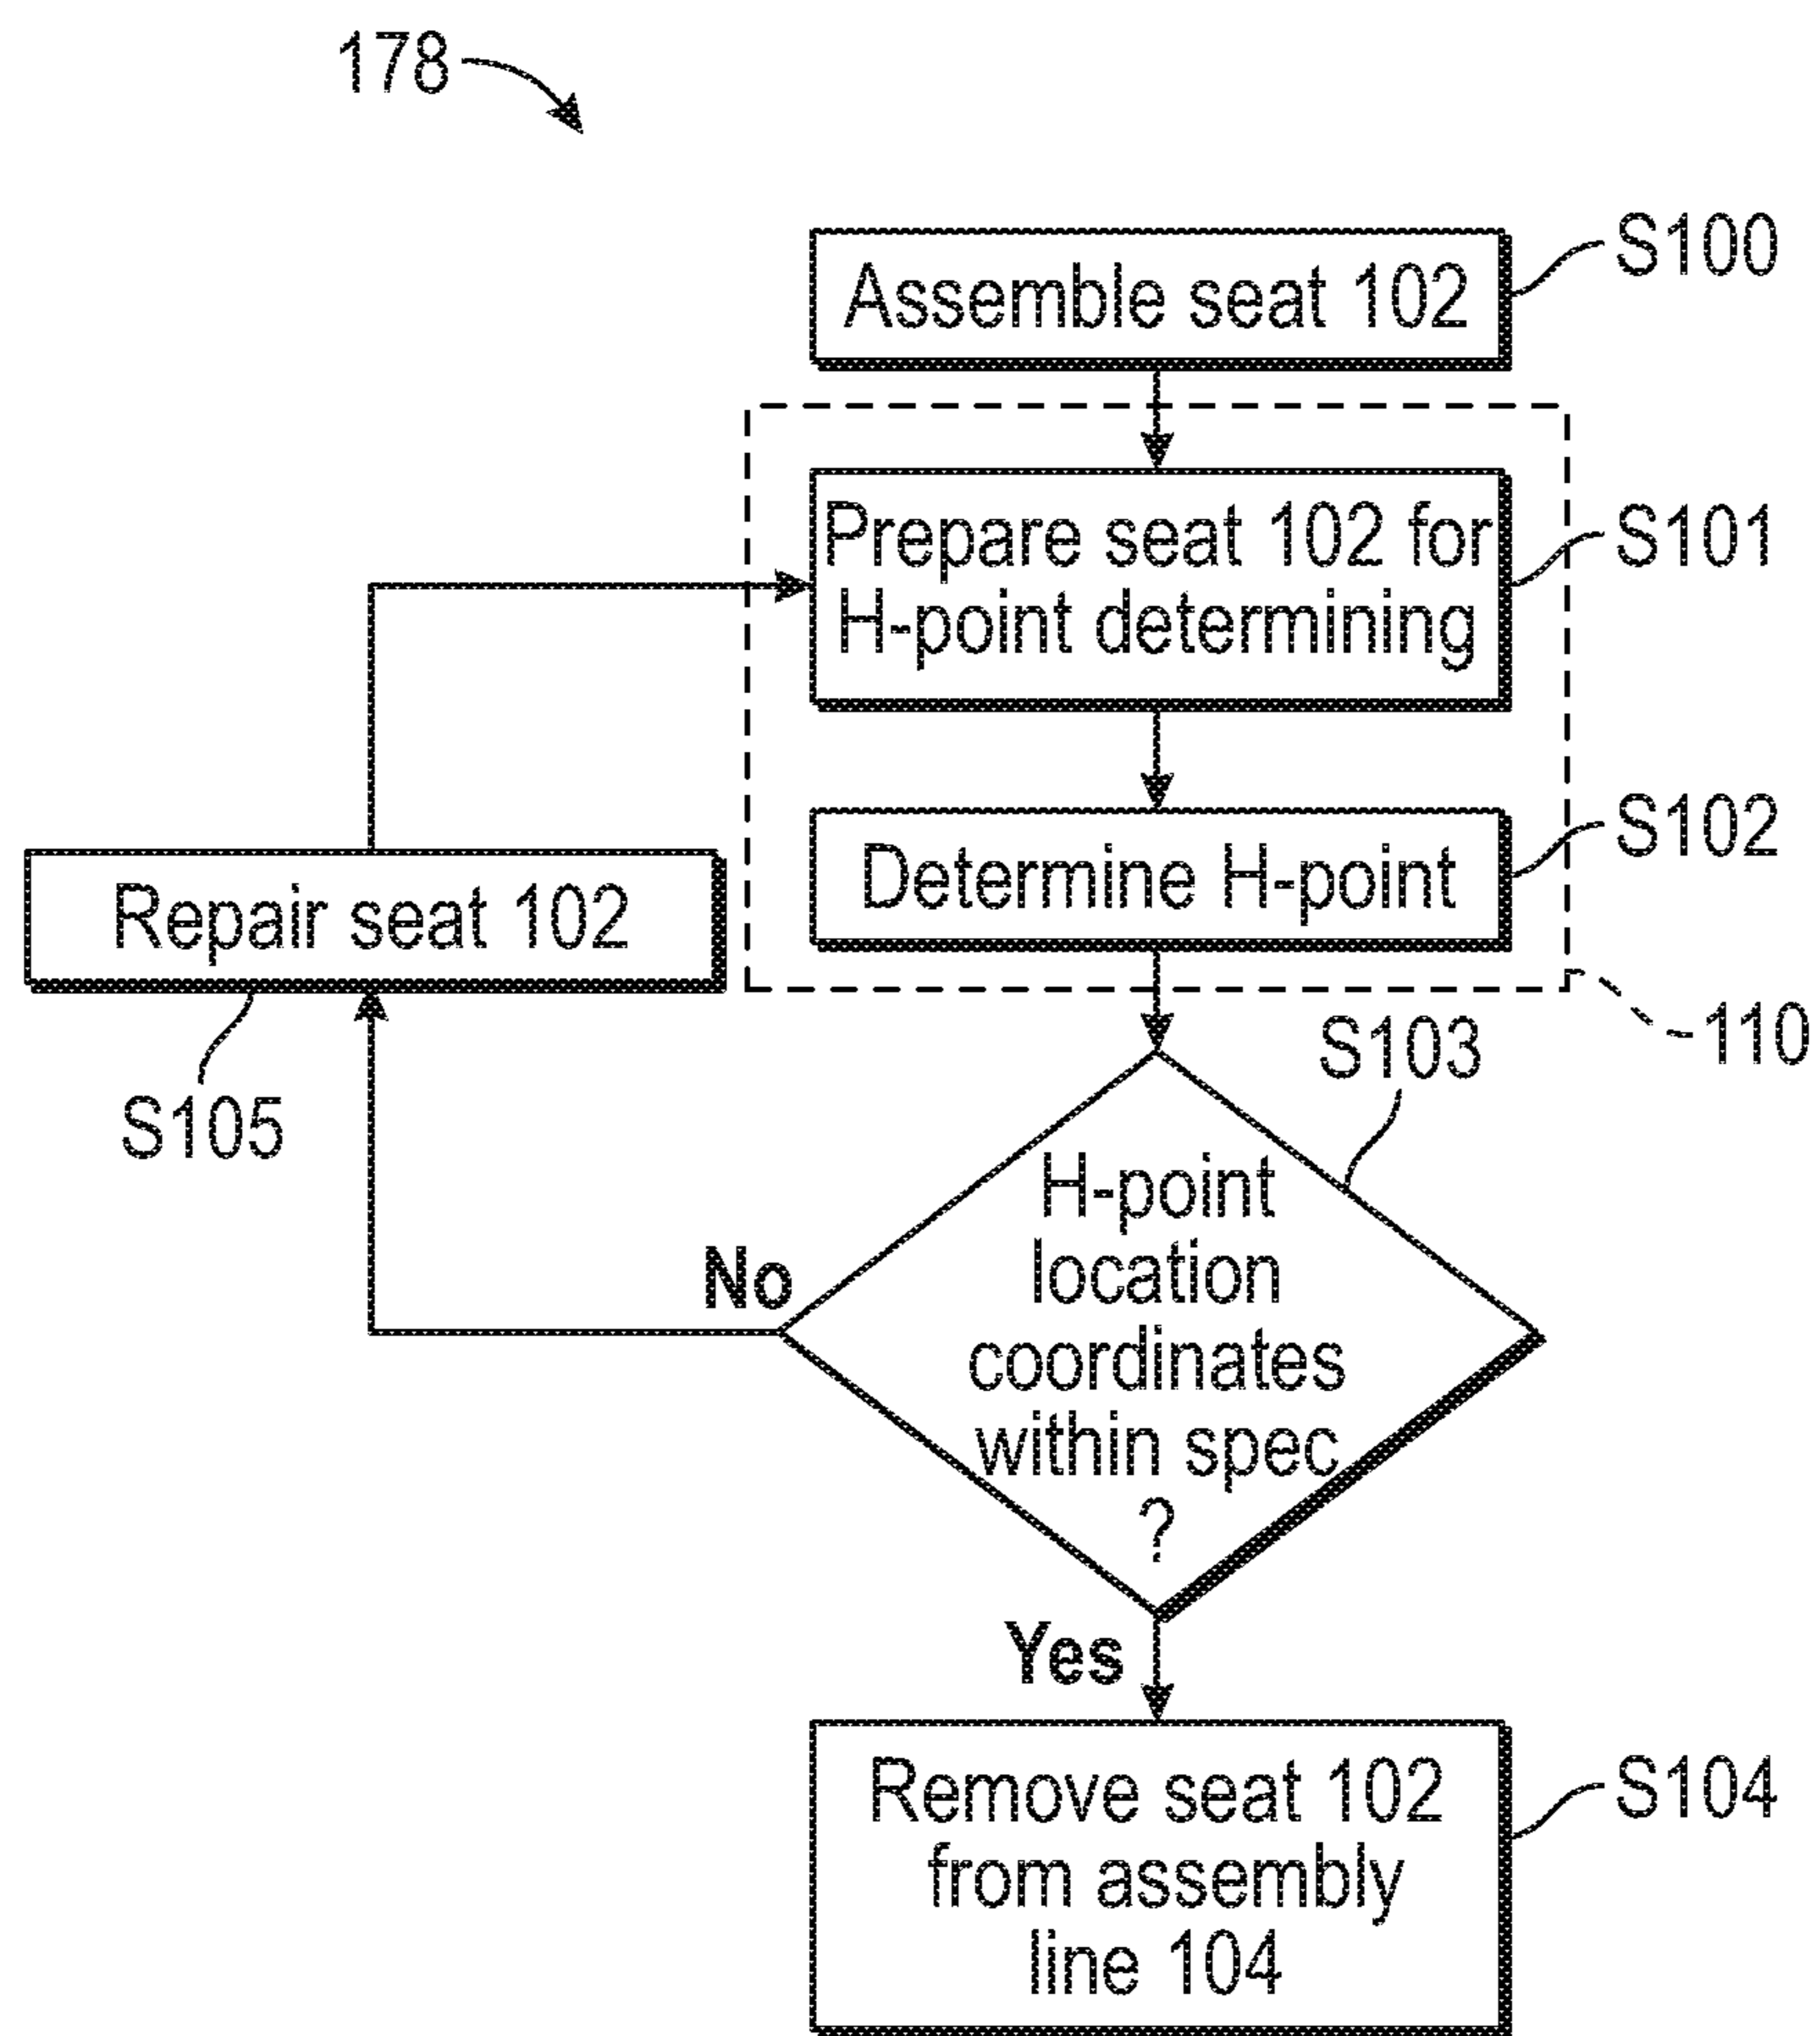 178
Assemble seat 102
S100
Prepare seat 102 for
H-point determining
S101
Determine H-point
S102
Repair seat 102
S105
110
S103
H-point
location
coordinates
within spec
?
No
Yes
Remove seat 102
from assembly
line 104
S104